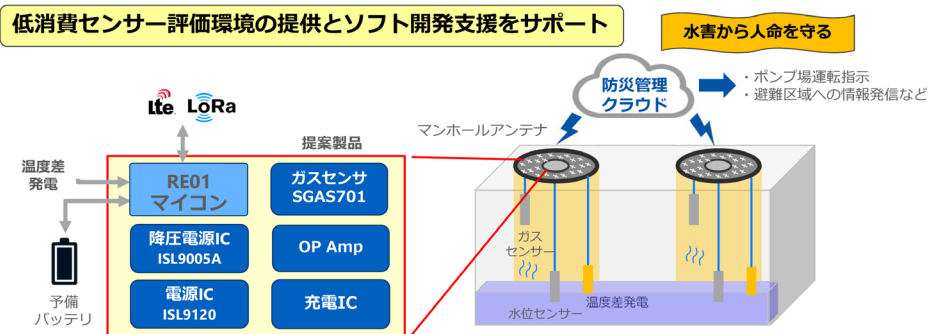 低消費センサー評価環境の提供とソフト開発支援をサポート
水害から人命を守る
防災管理
クラウド
・ポンプ場運転指示
・避難区域への情報発信など
Lte
LoRa
マンホールアンテナ
提案製品
温度差
発電
RE01
マイコン
ガスセンサ
SGAS701
降圧電源IC
ISL9005A
OP Amp
電源IC
ISL9120
充電IC
予備
バッテリ
ガス
センサー
温度差発電
水位センサー